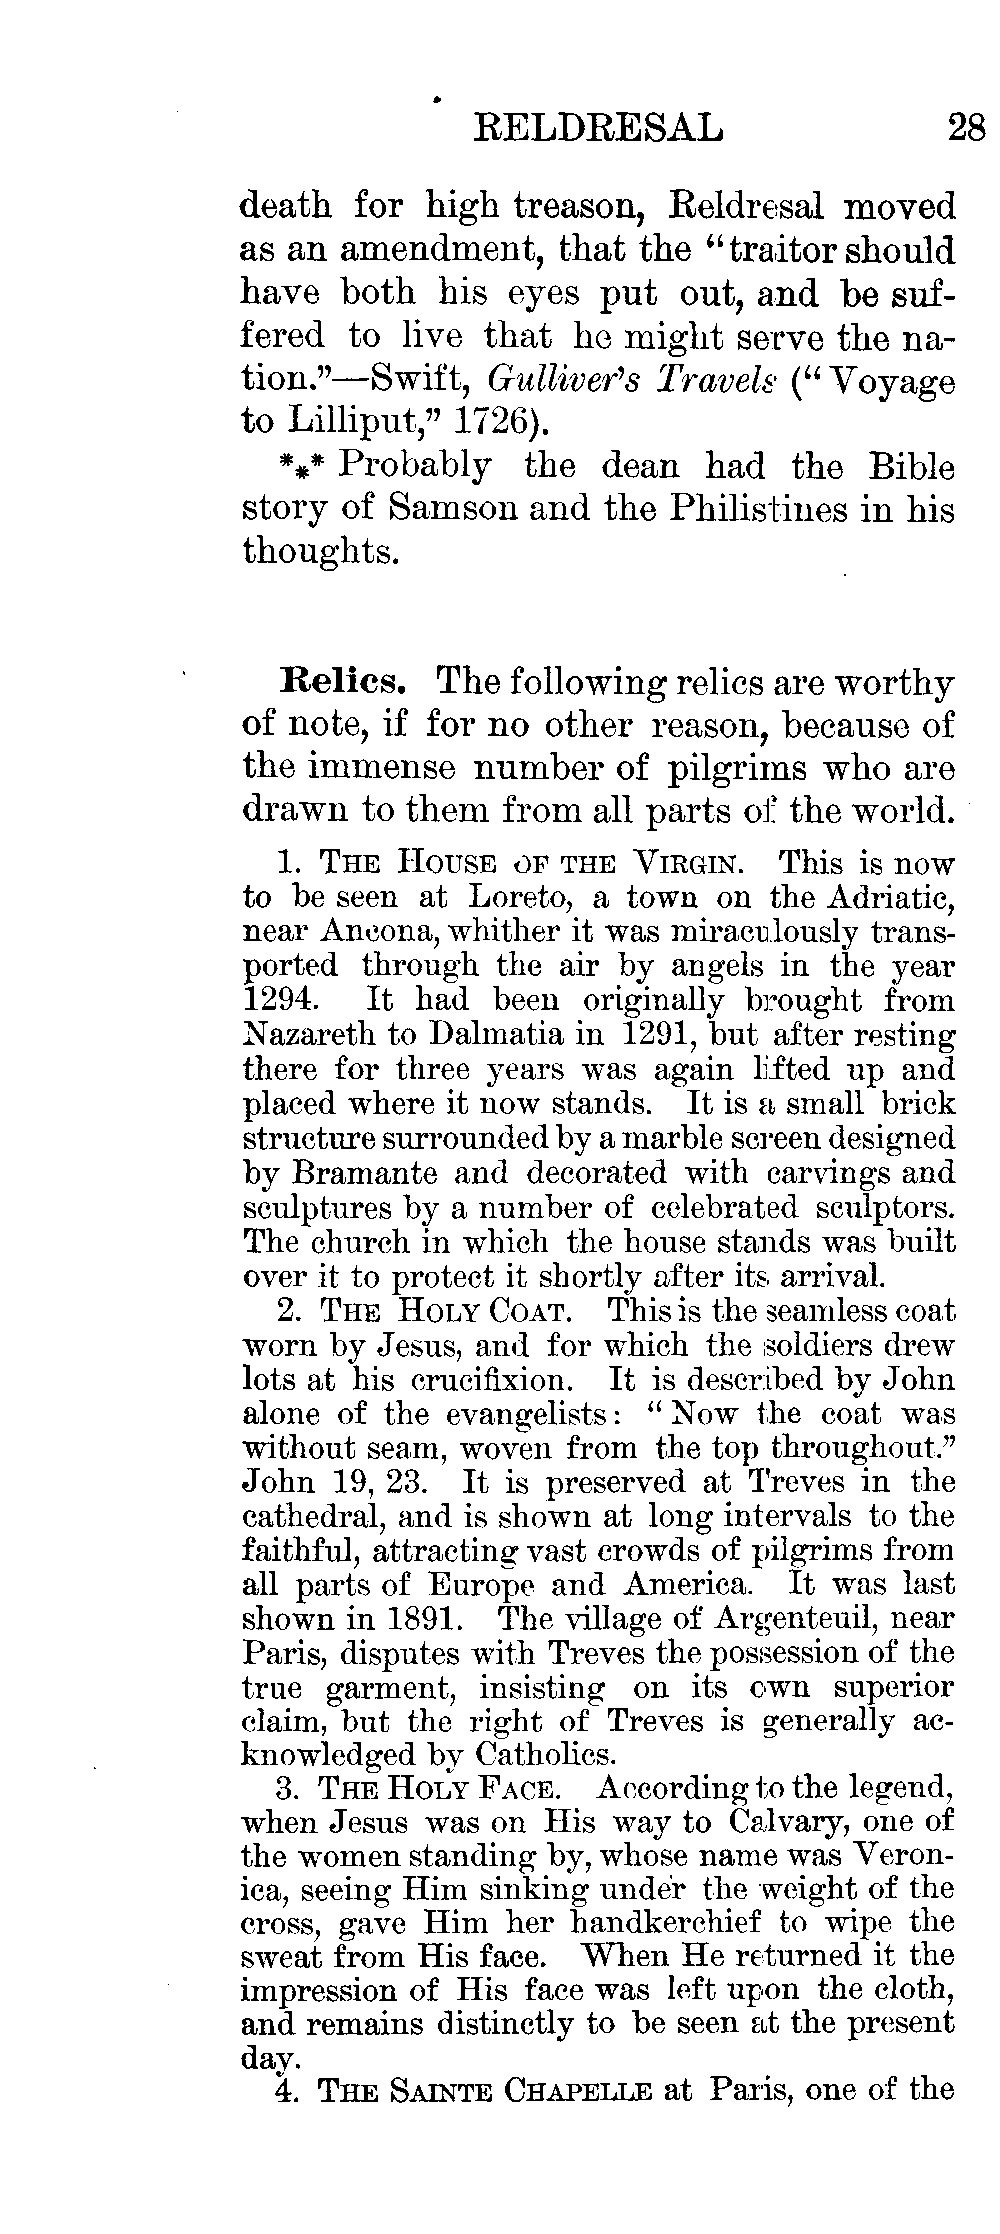 RELDRESAL 28
death for high treason, Reldresal moved
as an amendment, that the “traitor should
have both his eyes put out, and be suf-
fered to live that he might serve the na-
tion.”—Swift, Gulliver's Travels (“Voyage
to Lilliput,” 1726).
*⁎* Probably the dean had the Bible
story of Samson and the Philistines in his
thoughts.
Relics. The following relics are worthy
of note, if for no other reason, because of
the immense number of pilgrims who are
drawn to them from all parts of the world.
1. THE HOUSE OF THE VIRGIN. This is now
to be seen at Loreto, a town on the Adriatic,
near Ancona, whither it was miraculously trans-
ported through the air by angels in the year
1294. It had been originally brought from
Nazareth to Dalmatia in 1291, but after resting
there for three years was again lifted up and
placed where it now stands. It is a small brick
structure surrounded by a marble screen designed
by Bramante and decorated with carvings and
sculptures by a number of celebrated sculptors.
The church in which the house stands was built
over it to protect it shortly after its arrival.
2. THE HOLY COAT. This is the seamless coat
worn by Jesus, and for which the soldiers drew
lots at his crucifixion. It is described by John
alone of the evangelists: “Now the coat was
without seam, woven from the top throughout.”
John 19, 23. It is preserved at Treves in the
cathedral, and is shown at long intervals to the
faithful, attracting vast crowds of pilgrims from
all parts of Europe and America. It was last
shown in 1891. The village of Argenteuil, near
Paris, disputes with Treves the possession of the
true garment, insisting on its own superior
claim, but the right of Treves is generally ac-
knowledged by Catholics.
3. THE HOLY FACE. According to the legend,
when Jesus was on His way to Calvary, one of
the women standing by, whose name was Veron-
ica, seeing Him sinking under the weight of the
cross, gave Him her handkerchief to wipe the
sweat from His face. When He returned it the
impression of His face was left upon the cloth,
and remains distinctly to be seen at the present
day.
4. THE SAINTE CHAPELLE at Paris, one of the